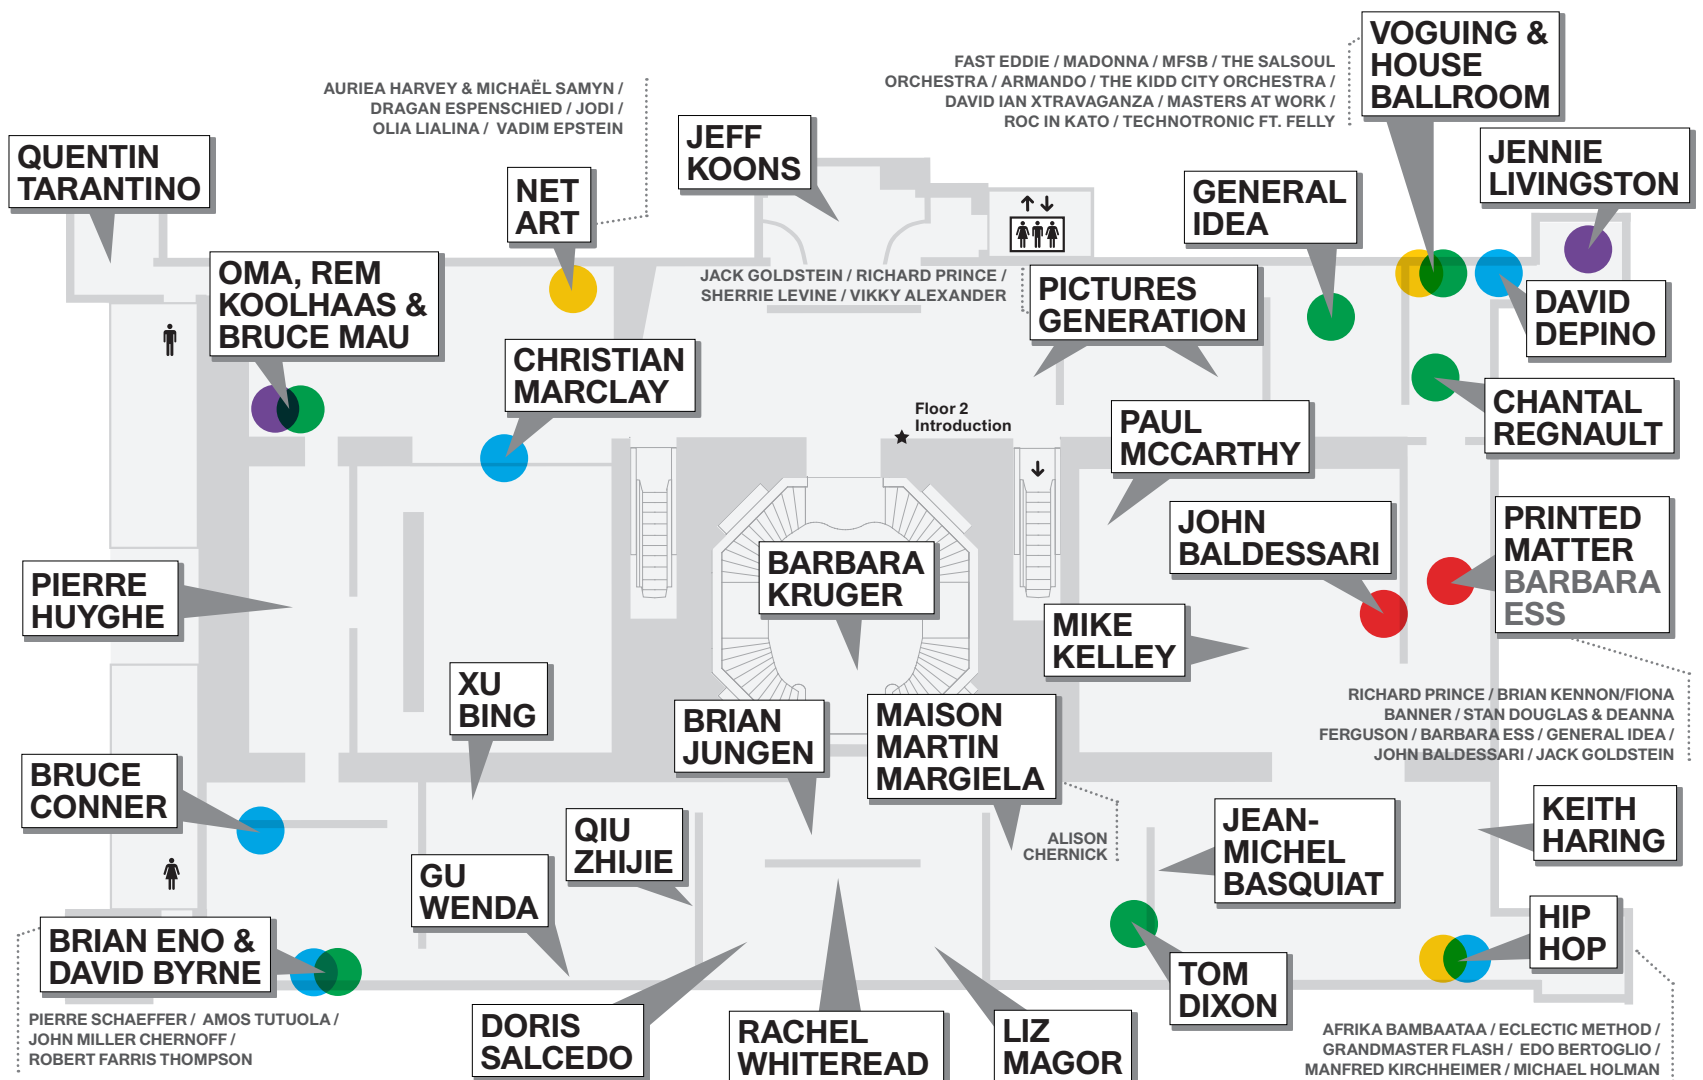 VOGUING &
HOUSE
BALLROOM
FAST EDDIE / MADONNA / MFSB / THE SALSOUL
ORCHESTRA / ARMANDO / THE KIDD CITY ORCHESTRA /
DAVID IAN XTRAVAGANZA / MASTERS AT WORK /
ROC IN KATO / TECHNOTRONIC FT. FELLY
AURIEA HARVEY & MICHAËL SAMYN /
DRAGAN ESPENSCHIED / JODI /
OLIA LIALINA / VADIM EPSTEIN
JEFF
KOONS
QUENTIN
TARANTINO
JENNIE
LIVINGSTON
NET
ART
GENERAL
IDEA
OMA, REM
KOOLHAAS &
BRUCE MAU
JACK GOLDSTEIN / RICHARD PRINCE /
SHERRIE LEVINE / VIKKY ALEXANDER
PICTURES
GENERATION
DAVID
DEPINO
CHRISTIAN
MARCLAY
CHANTAL
REGNAULT
Floor 2
Introduction
PAUL
MCCARTHY
JOHN
BALDESSARI
PRINTED
MATTER
BARBARA
ESS
BARBARA
KRUGER
PIERRE
HUYGHE
MIKE
KELLEY
XU
BING
RICHARD PRINCE / BRIAN KENNON/FIONA
BANNER / STAN DOUGLAS & DEANNA
FERGUSON / BARBARA ESS / GENERAL IDEA /
JOHN BALDESSARI / JACK GOLDSTEIN
BRIAN
JUNGEN
MAISON
MARTIN
MARGIELA
BRUCE
CONNER
ALISON
CHERNICK
KEITH
HARING
QIU
ZHIJIE
JEAN-
MICHEL
BASQUIAT
GU
WENDA
BRIAN ENO &
DAVID BYRNE
HIP
HOP
TOM
DIXON
PIERRE SCHAEFFER / AMOS TUTUOLA /
JOHN MILLER CHERNOFF /
ROBERT FARRIS THOMPSON
DORIS
SALCEDO
RACHEL
WHITEREAD
LIZ
MAGOR
AFRIKA BAMBAATAA / ECLECTIC METHOD /
GRANDMASTER FLASH / EDO BERTOGLIO /
MANFRED KIRCHHEIMER / MICHAEL HOLMAN